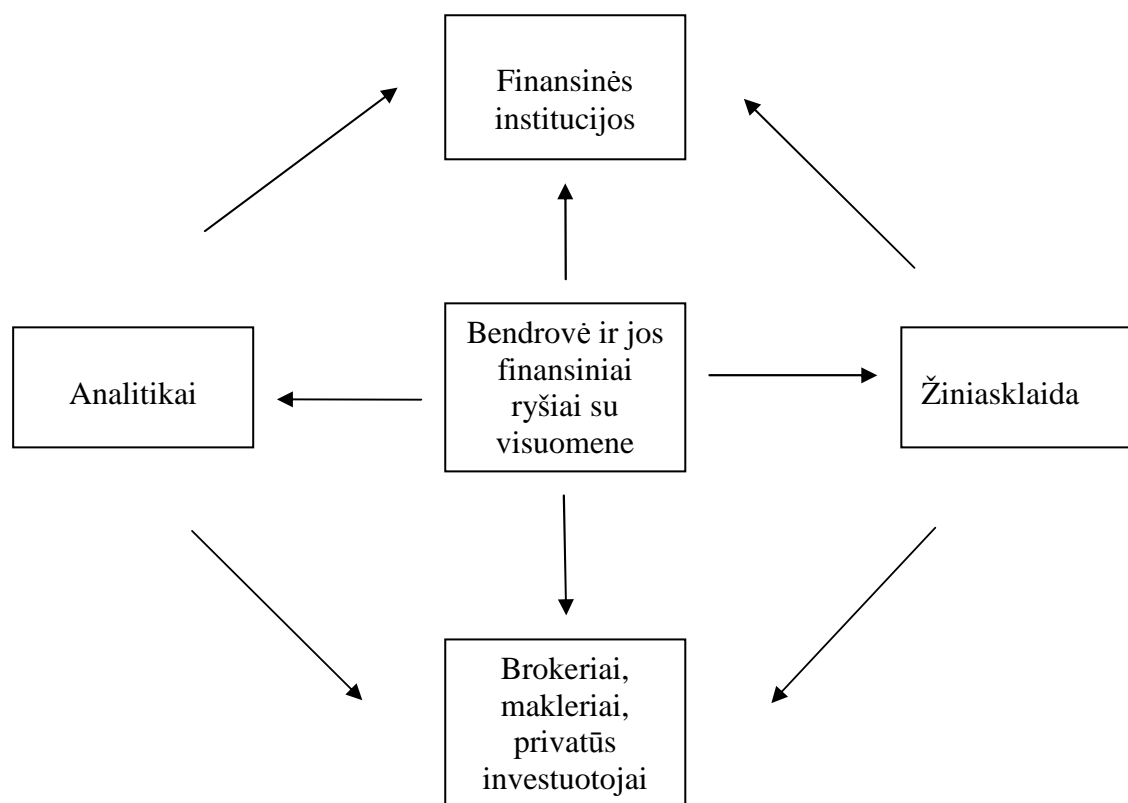 Finansinės
institucijos
Analitikai
Bendrovė ir jos
finansiniai
ryšiai su
visuomene
Žiniasklaida
Brokeriai,
makleriai,
privatūs
investuotojai